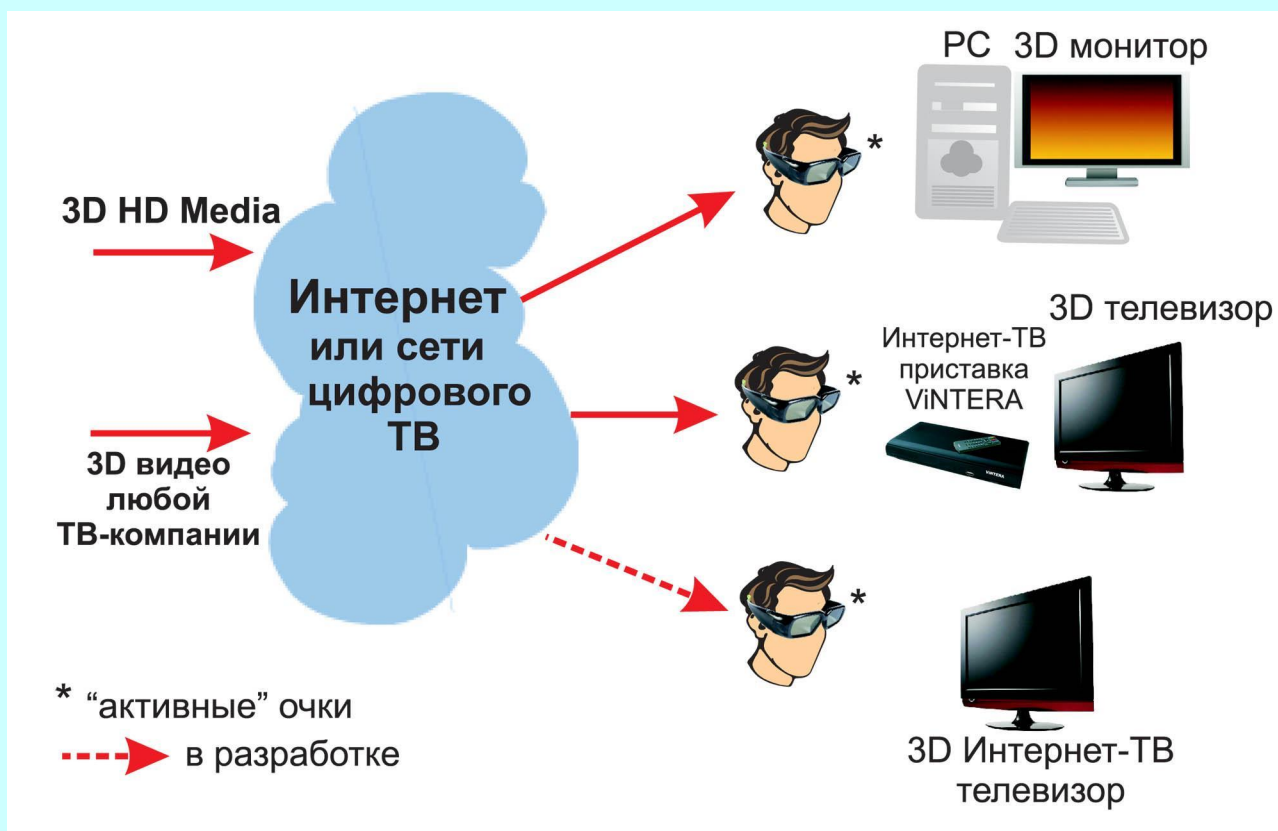 PC 3D монитор
*
3D HD Media
Интернет
или сети
цифрового
ТВ
3D телевизор
Интернет-ТВ
приставка
ViNTERA
*
ViNTERA
3D видео
любой
ТВ-компании
*
* “активные” очки
в разработке
3D Интернет-ТВ
телевизор